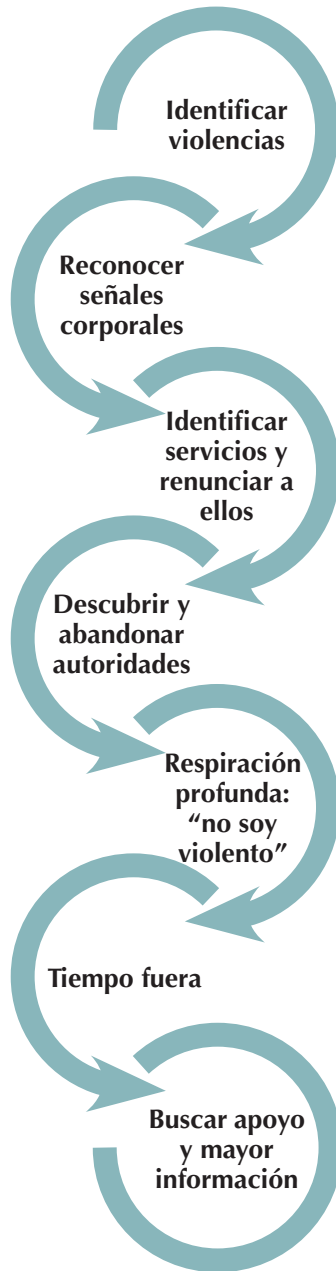 Identificar
violencias
Reconocer
señales
corporales
Identificar
servicios y
renunciar a
ellos
Descubrir y
abandonar
autoridades
Respiración
profunda:
“no soy
violento”
Tiempo fuera
Buscar apoyo
y mayor
información